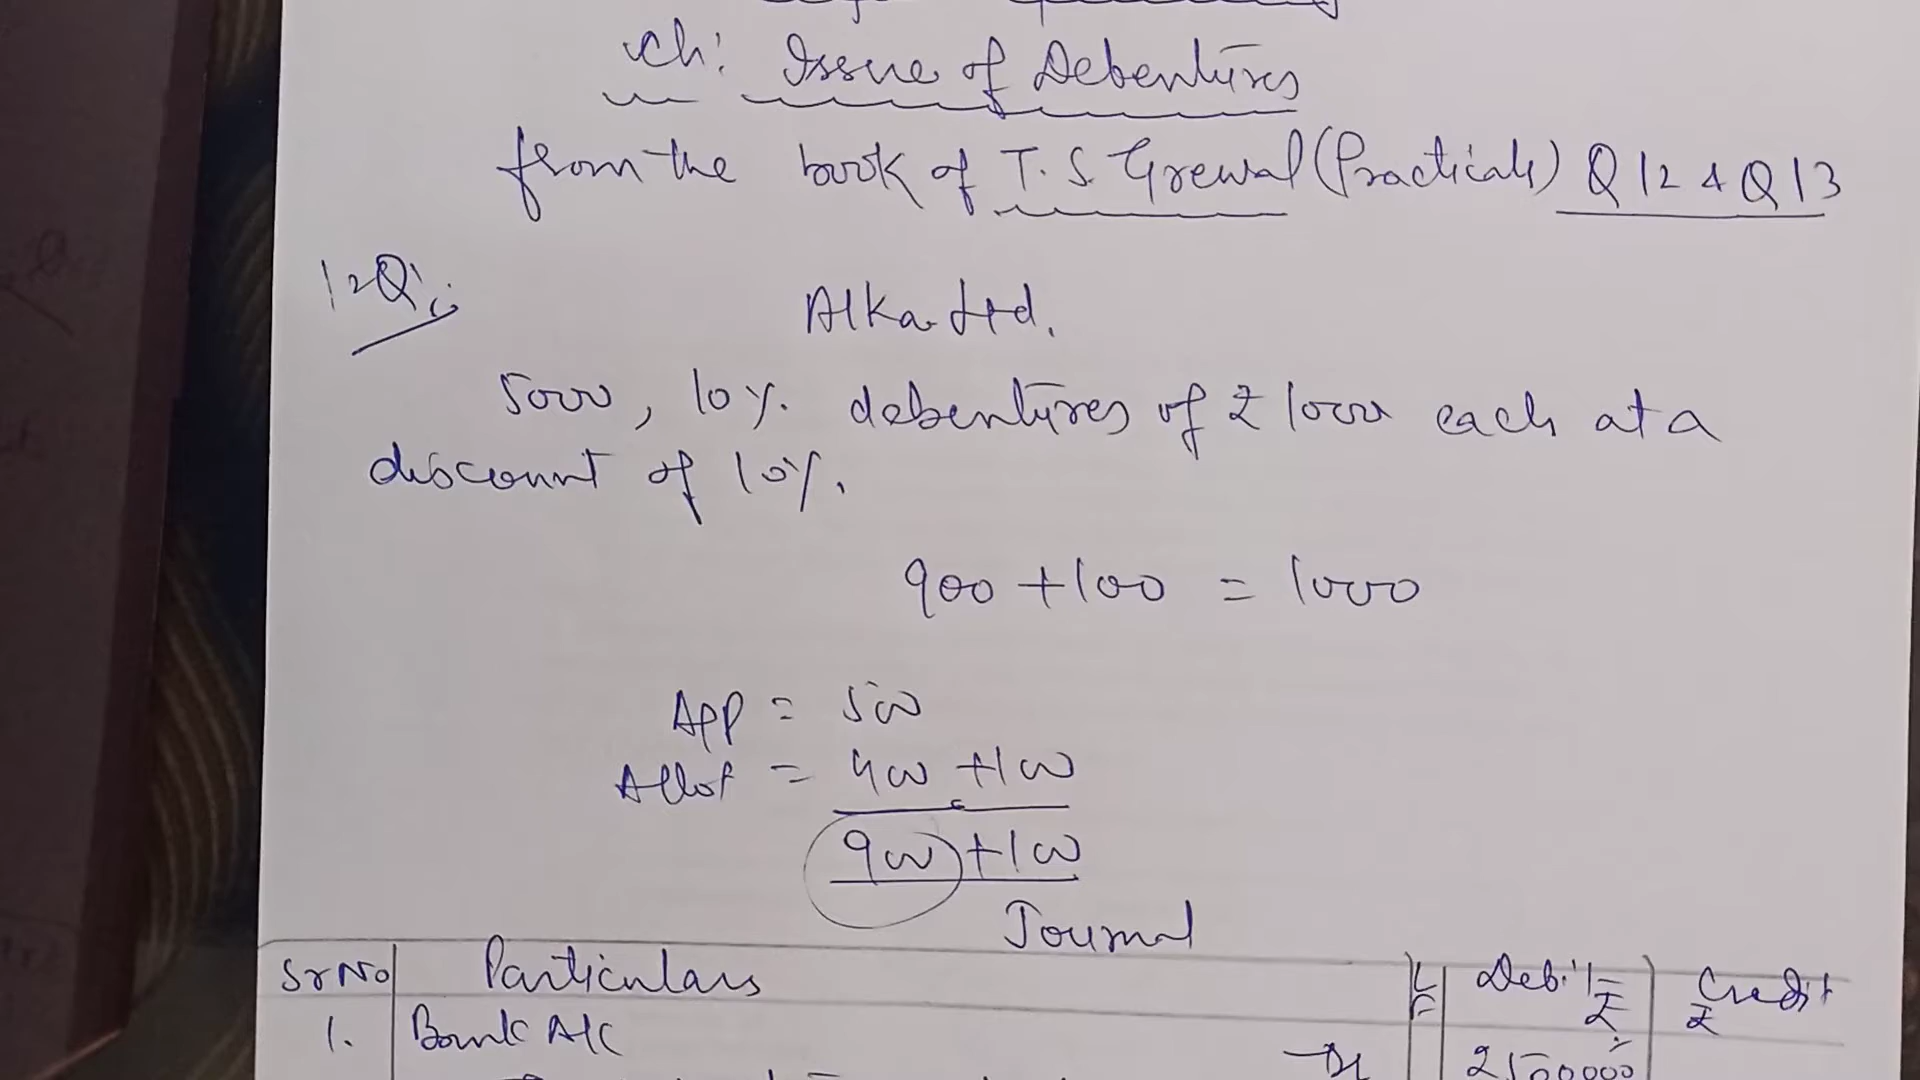 Ch: Issue of Debentures
from the book of T.S. Grewal (Practicals) Q12 & Q13
12Q:
Alka Ltd.
5000, 10% debentures of ₹ 1000 each at a
discount of 10%.
900 + 100 = 1000
App = 500
Allot = 400 + 100
900 + 100
Journal
Sr No Particulars LF Debit ₹ Credit ₹
1. Bank A/C Dr 2500000